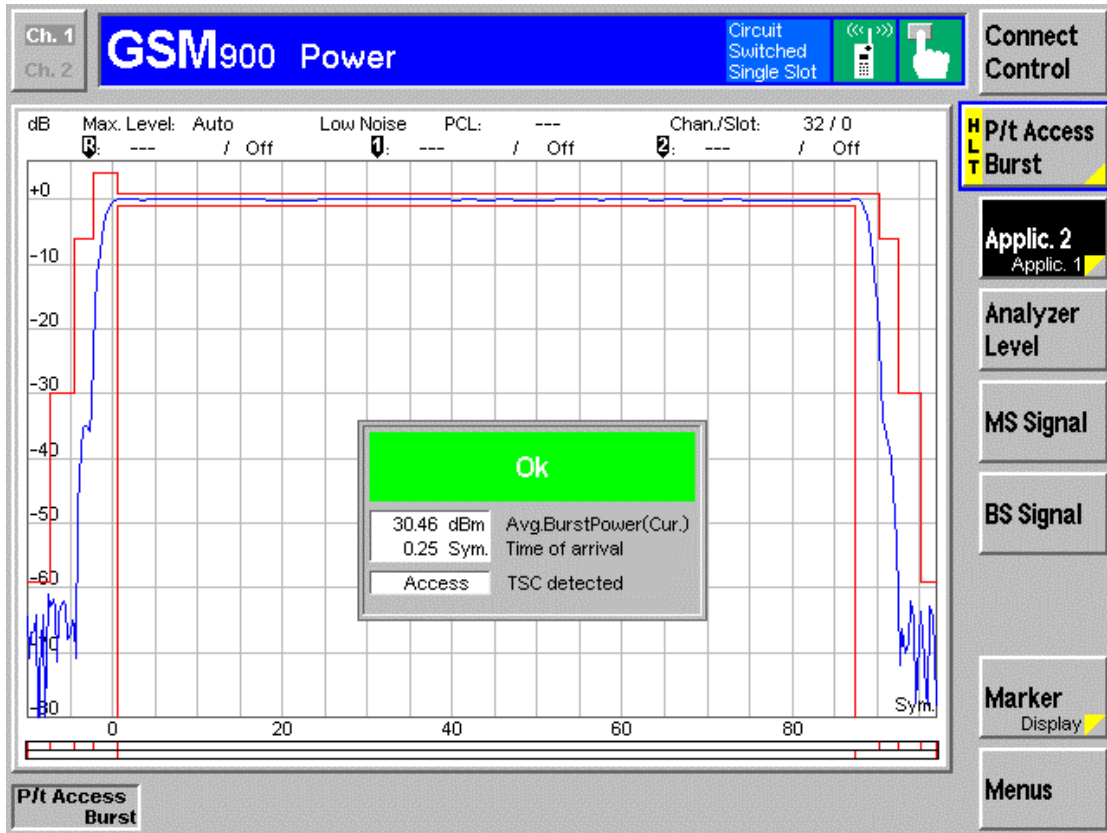 Ch. 1
Ch. 2
GSM900 Power
Circuit
Switched
Single Slot
Connect
Control
dB Max. Level: Auto Low Noise PCL: --- Chan./Slot: 32 / 0
R: --- / Off 1: --- / Off 2: --- / Off
HLT
P/t Access
Burst
+0
-10
-20
-30
-40
-50
-60
-70
-80
Applic. 2
Applic. 1
Analyzer
Level
MS Signal
BS Signal
Ok
30.46 dBm Avg.BurstPower(Cur.)
0.25 Sym. Time of arrival
Access TSC detected
Sym.
0 20 40 60 80
Marker
Display
Menus
P/t Access
Burst